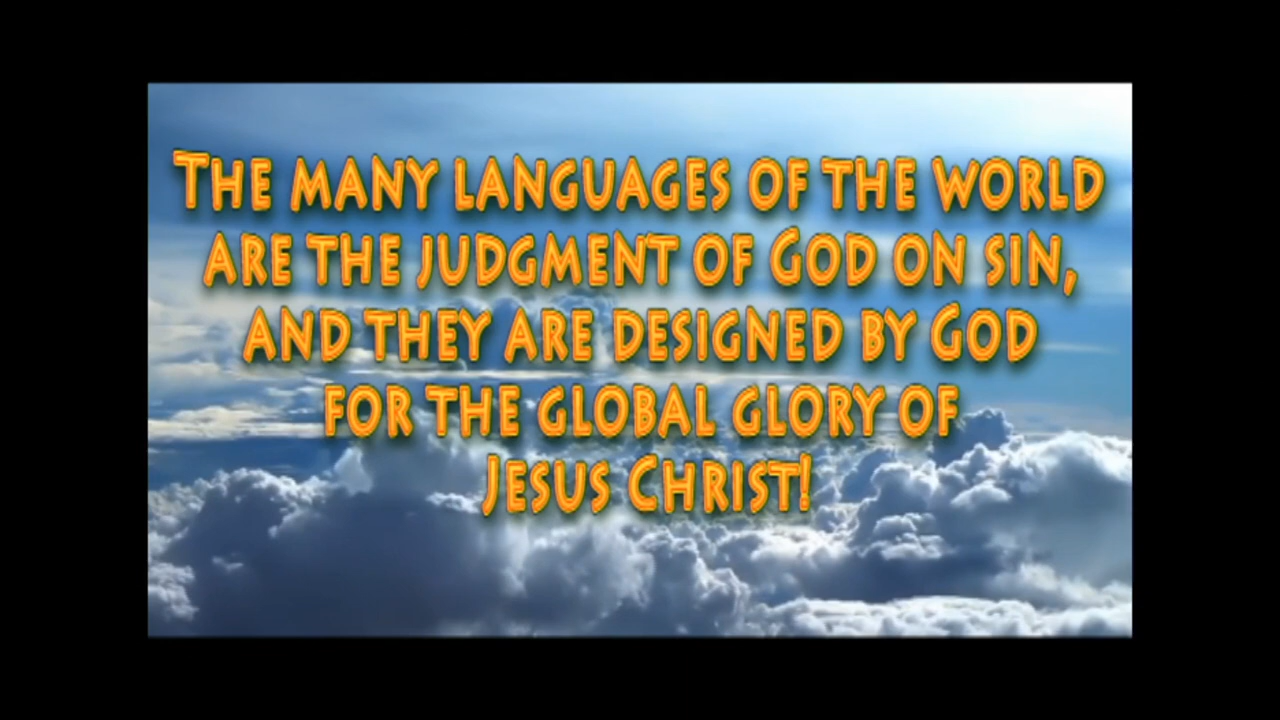 The many languages of the world
are the judgment of God on sin,
and they are designed by God
for the global glory of
Jesus Christ!